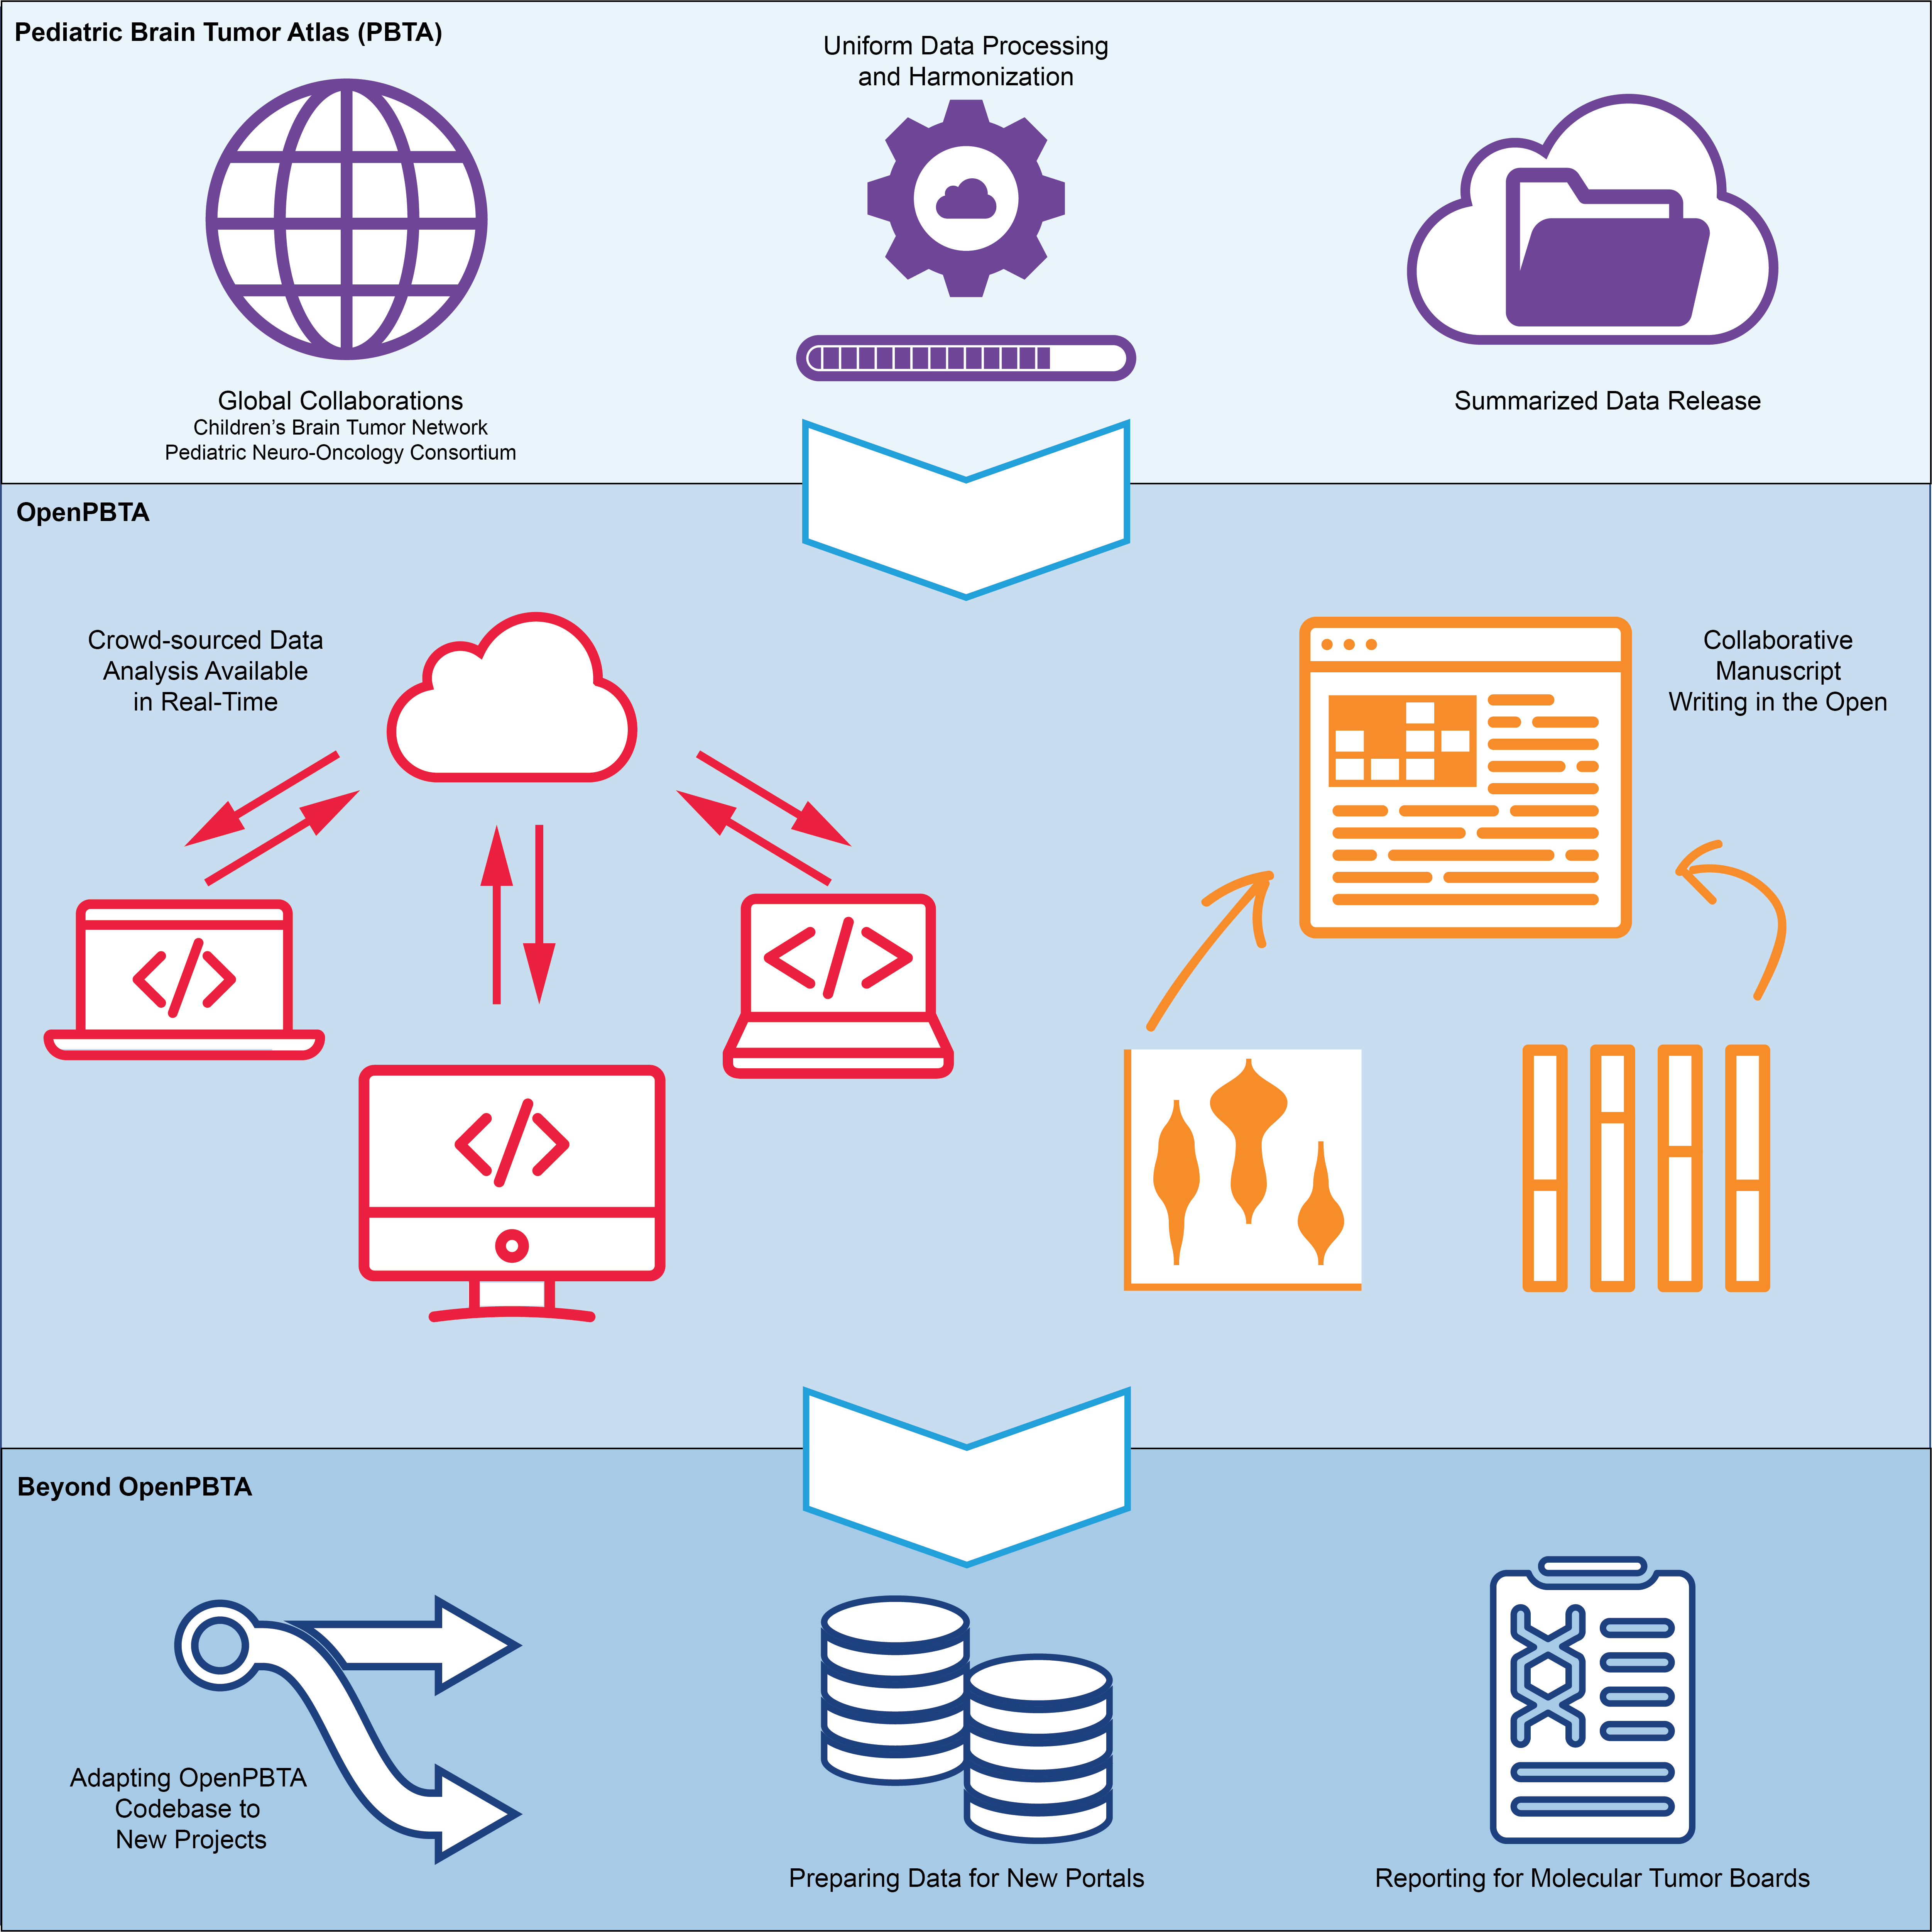 Pediatric Brain Tumor Atlas (PBTA)
Uniform Data Processing
and Harmonization
Global Collaborations
Children’s Brain Tumor Network
Pediatric Neuro-Oncology Consortium
Summarized Data Release
OpenPBTA
Crowd-sourced Data
Analysis Available
in Real-Time
Collaborative
Manuscript
Writing in the Open
</>
</>
</>
Beyond OpenPBTA
Adapting OpenPBTA
Codebase to
New Projects
Preparing Data for New Portals
Reporting for Molecular Tumor Boards